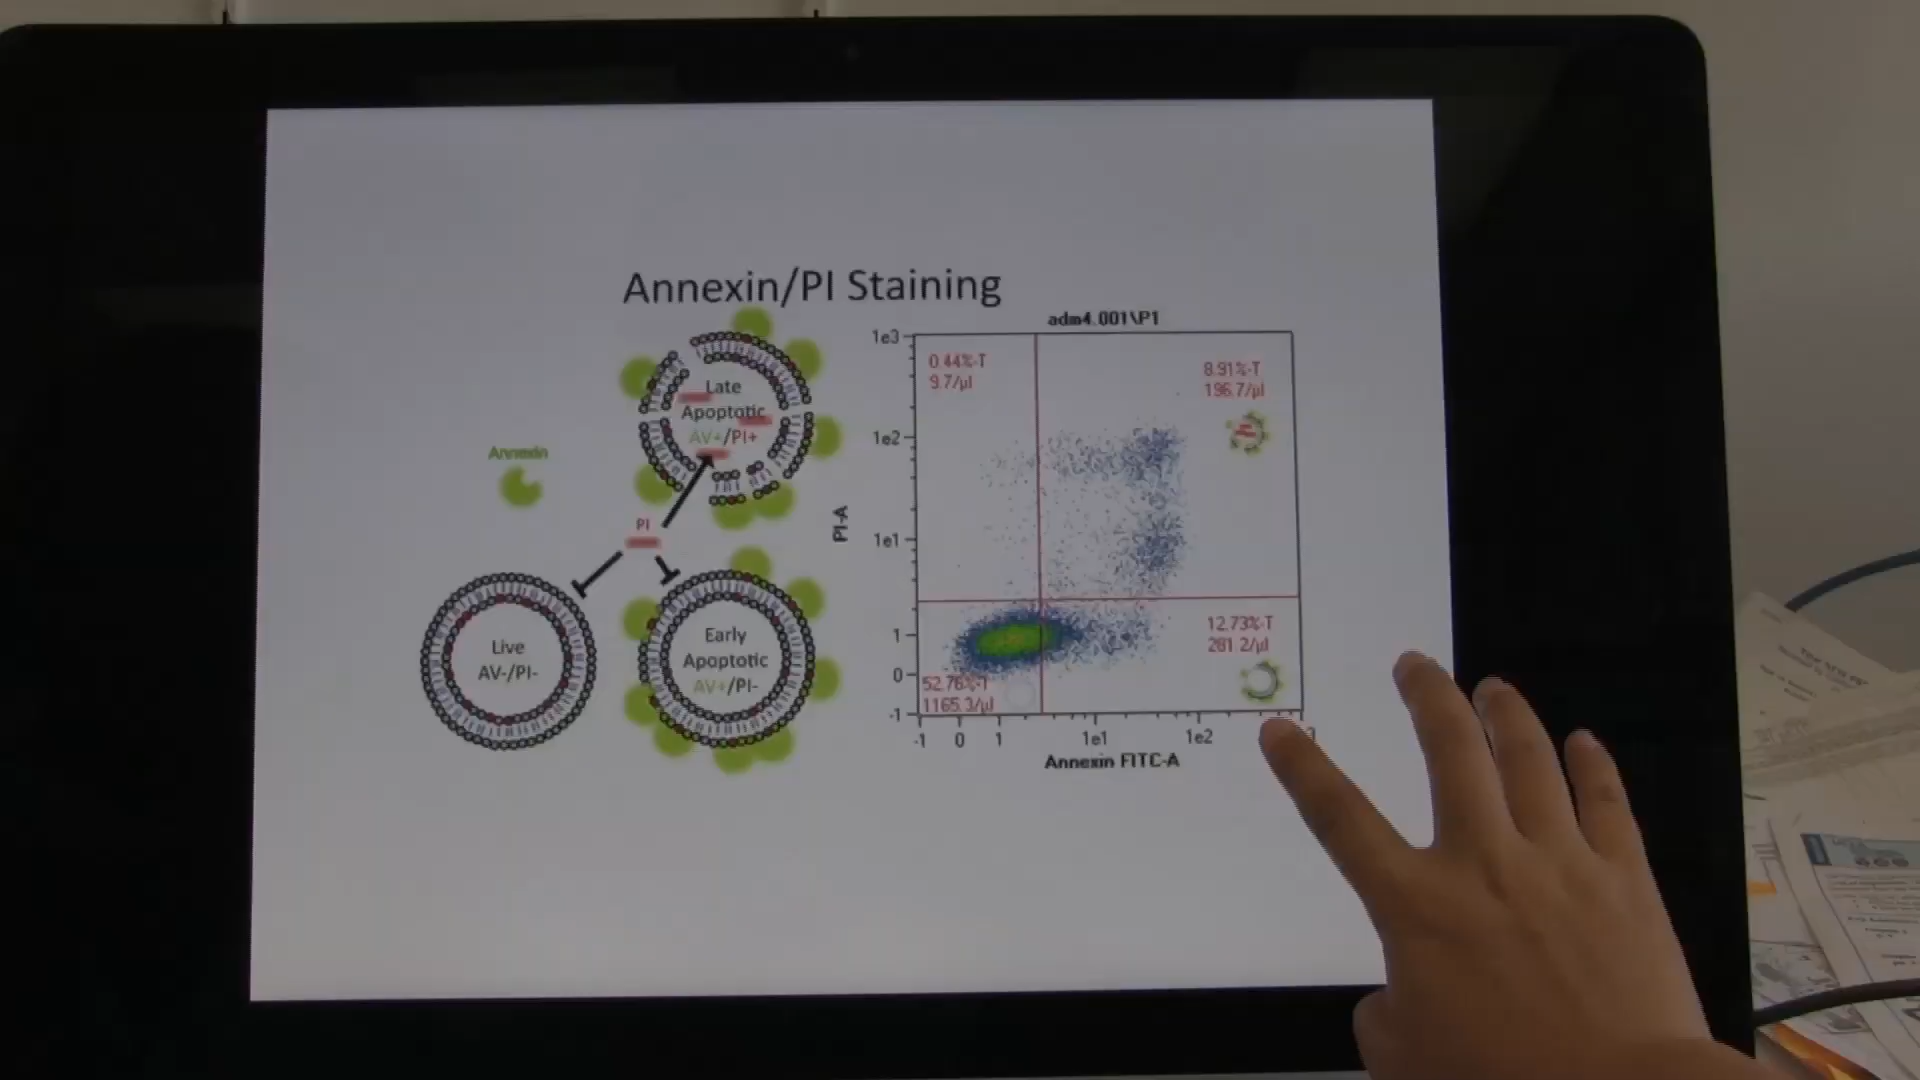 Annexin/PI Staining
Annexin
PI
Late
Apoptotic
AV+/PI+
Live
AV-/PI-
Early
Apoptotic
AV+/PI-
adm4.001\P1
1e3
1e2
1e1
1
0
-1
PI-A
0.44%-T
9.7/µl
8.91%-T
196.7/µl
12.73%-T
281.2/µl
52.76%-T
1165.3/µl
-1 0 1 1e1 1e2
Annexin FITC-A